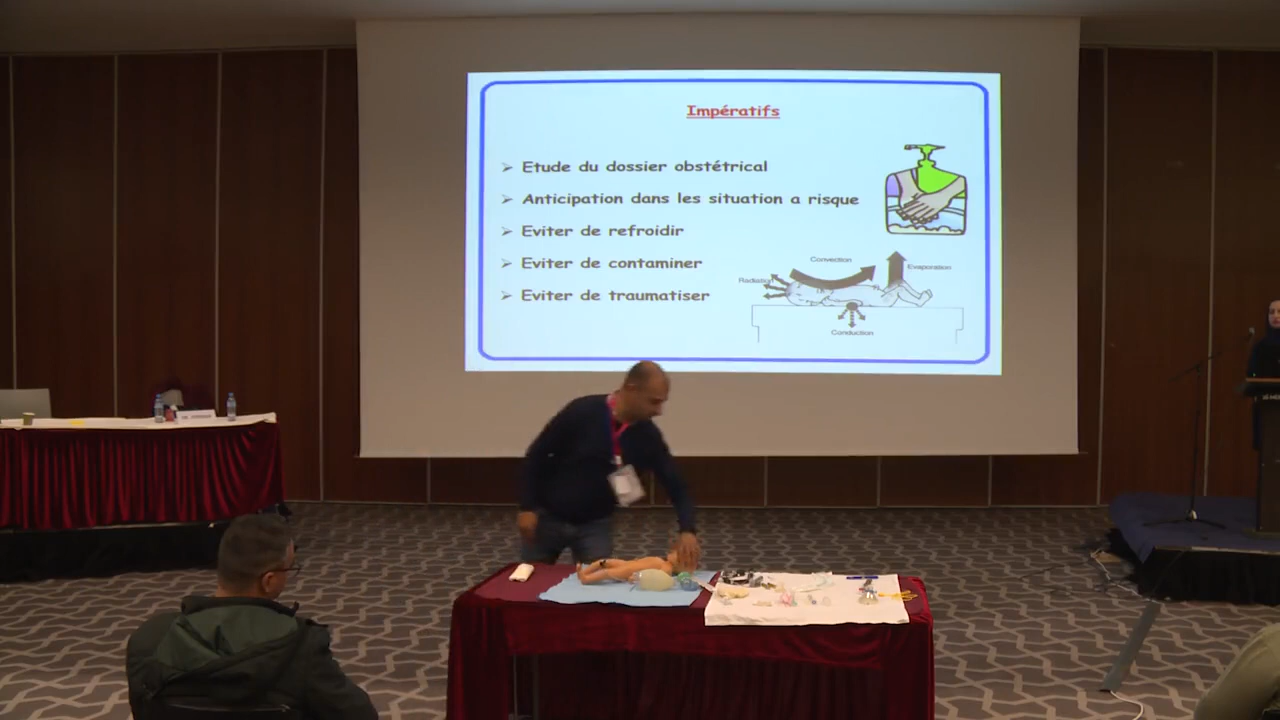 Impératifs
➢ Etude du dossier obstétrical
➢ Anticipation dans les situation a risque
➢ Eviter de refroidir
➢ Eviter de contaminer
➢ Eviter de traumatiser
Convection
Evaporation
Conduction